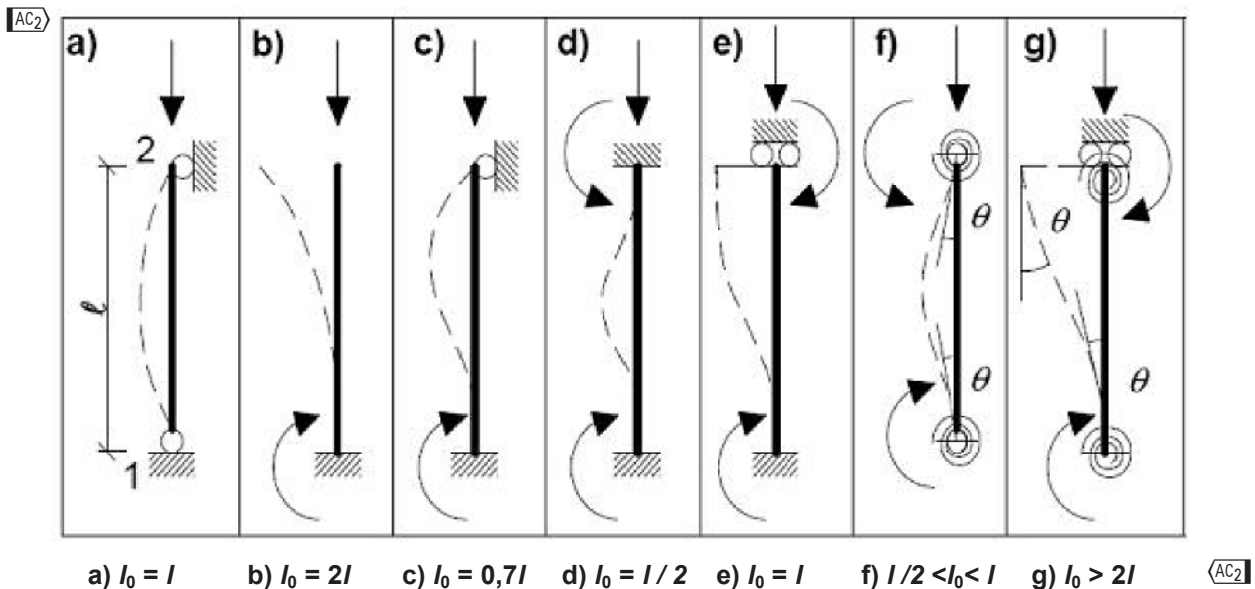 AC2
a) b) c) d) e) f) g)
2
θ θ
ℓ
θ θ
1
a) l0 = l b) l0 = 2l c) l0 = 0,7l d) l0 = l / 2 e) l0 = l f) l /2 <l0< l g) l0 > 2l AC2